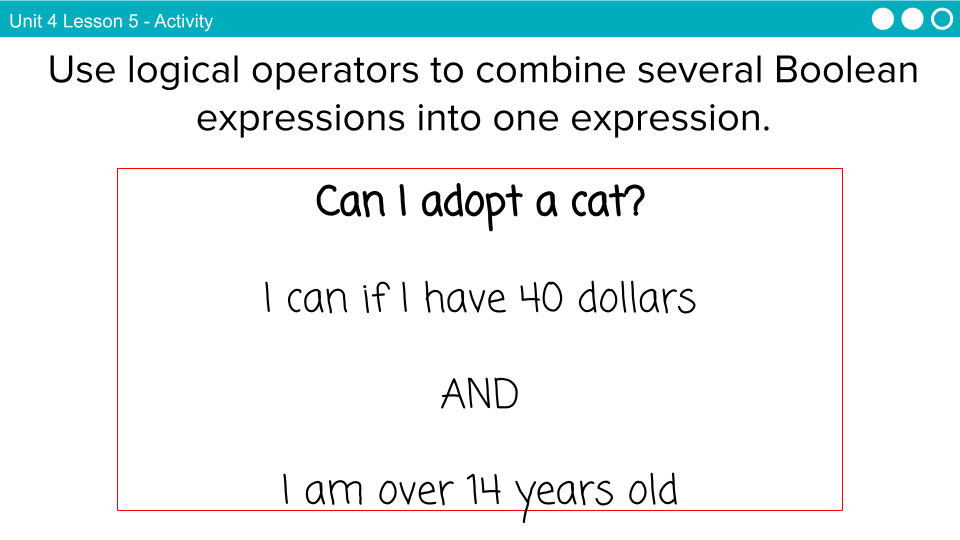 Unit 4 Lesson 5 - Activity
Use logical operators to combine several Boolean
expressions into one expression.
Can I adopt a cat?
I can if I have 40 dollars
AND
I am over 14 years old